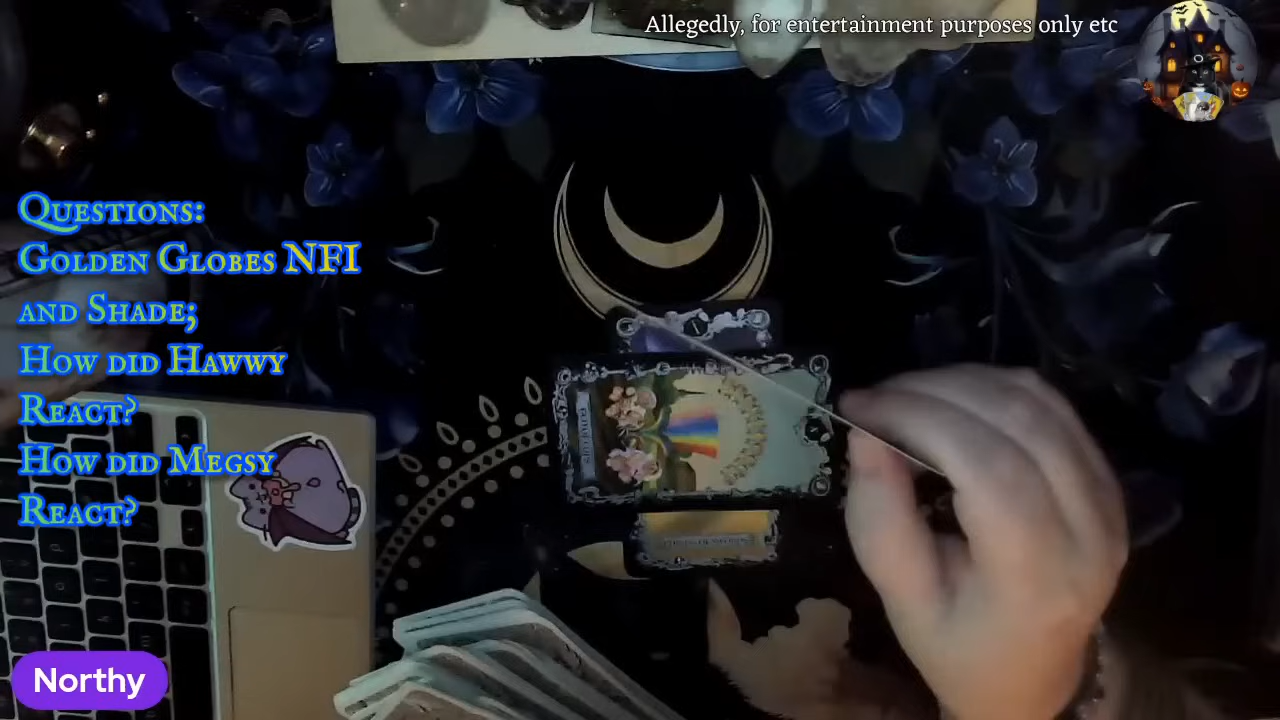 Allegedly, for entertainment purposes only etc
Questions:
Golden Globes NFI
and Shade;
How did Hawwy
React?
How did Megsy
React?
Northy